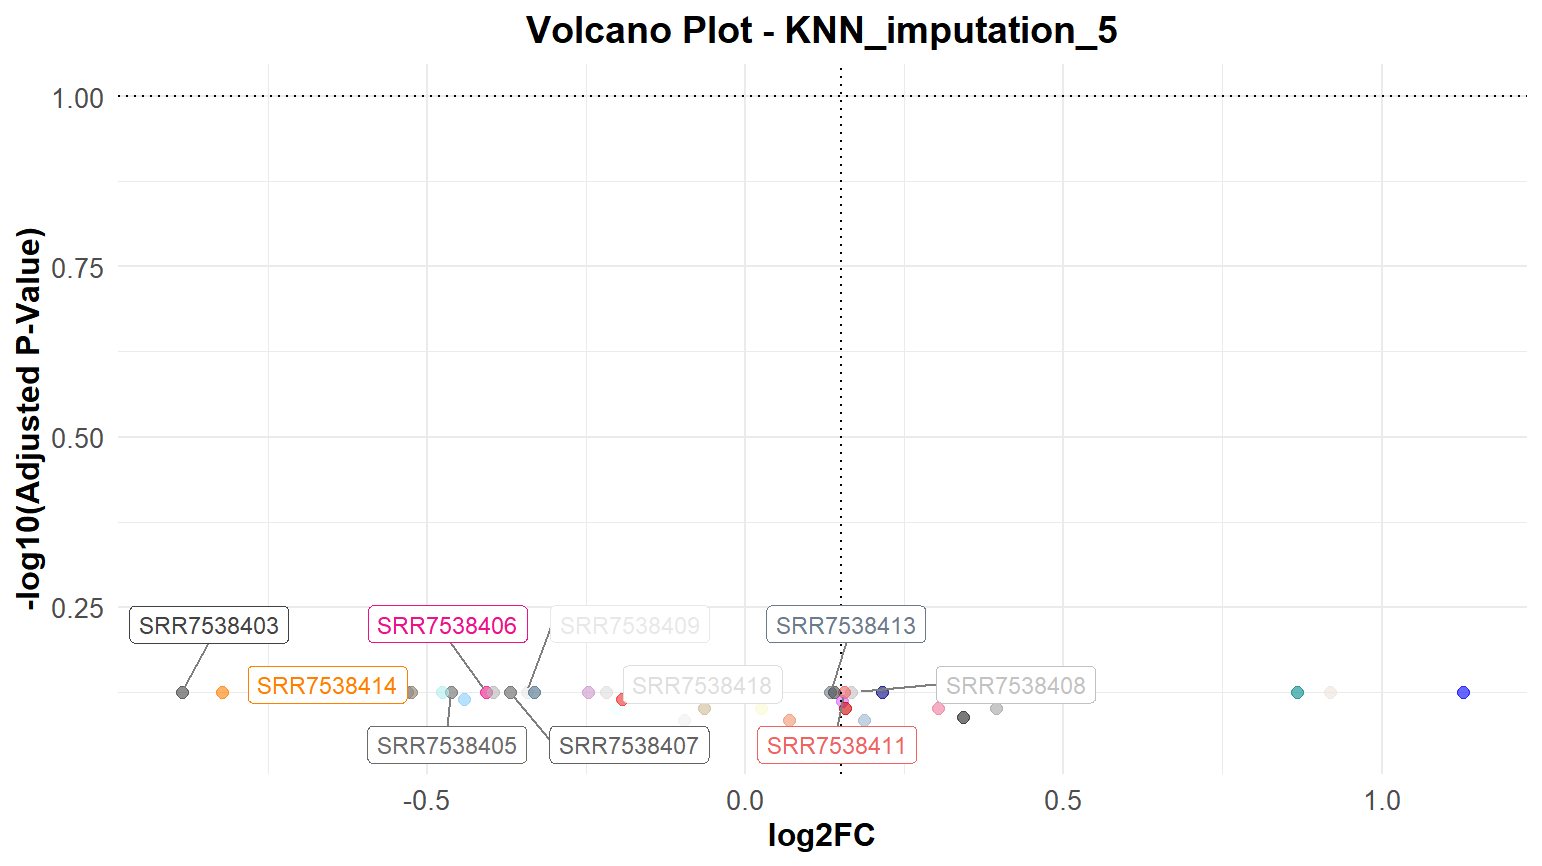 Volcano Plot - KNN_imputation_5
-log10(Adjusted P-Value)
1.00
0.75
0.50
0.25
SRR7538403
SRR7538406
SRR7538409
SRR7538413
SRR7538414
SRR7538418
SRR7538408
SRR7538405
SRR7538407
SRR7538411
-0.5
0.0
0.5
1.0
log2FC